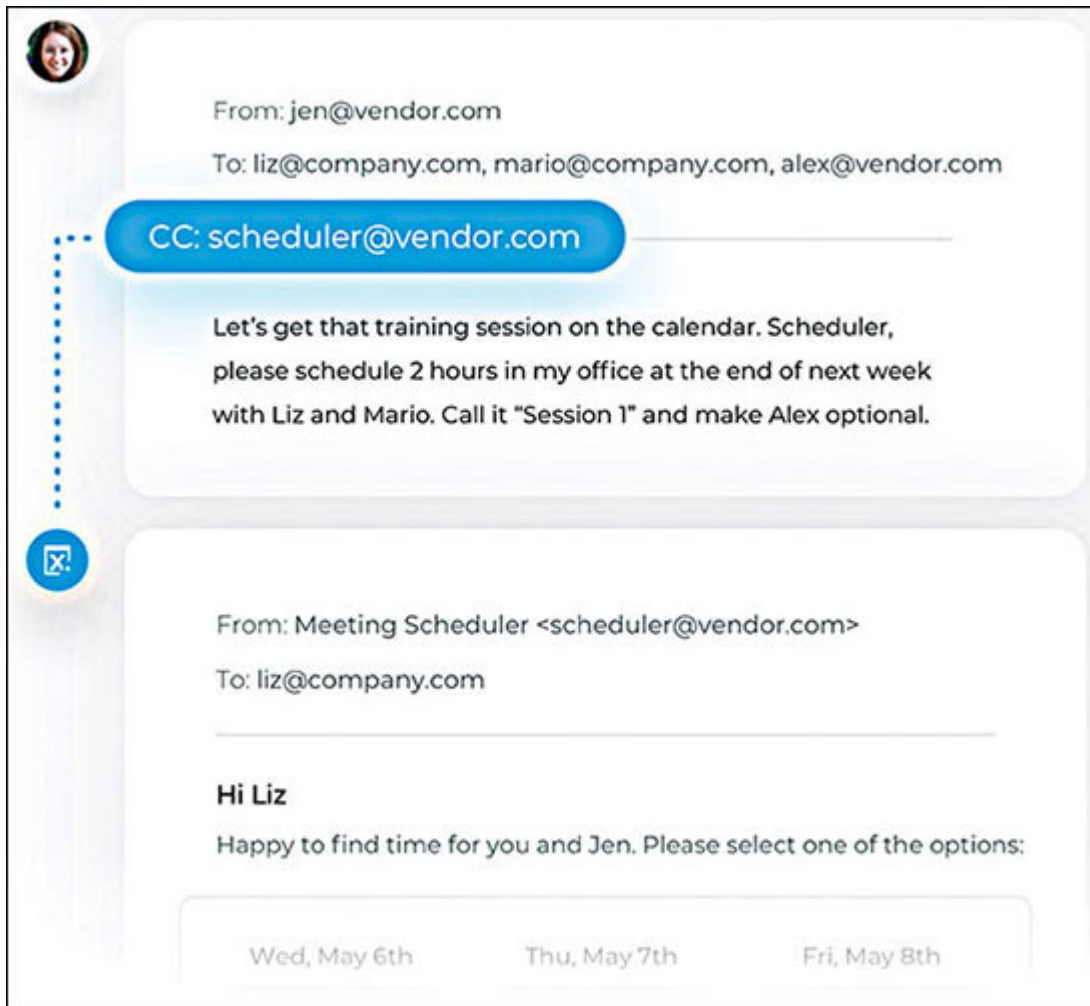 From: jen@vendor.com
To: liz@company.com, mario@company.com, alex@vendor.com
CC: scheduler@vendor.com
Let's get that training session on the calendar. Scheduler,
please schedule 2 hours in my office at the end of next week
with Liz and Mario. Call it “Session 1” and make Alex optional.
From: Meeting Scheduler <scheduler@vendor.com>
To: liz@company.com
Hi Liz
Happy to find time for you and Jen. Please select one of the options:
Wed, May 6th Thu, May 7th Fri, May 8th